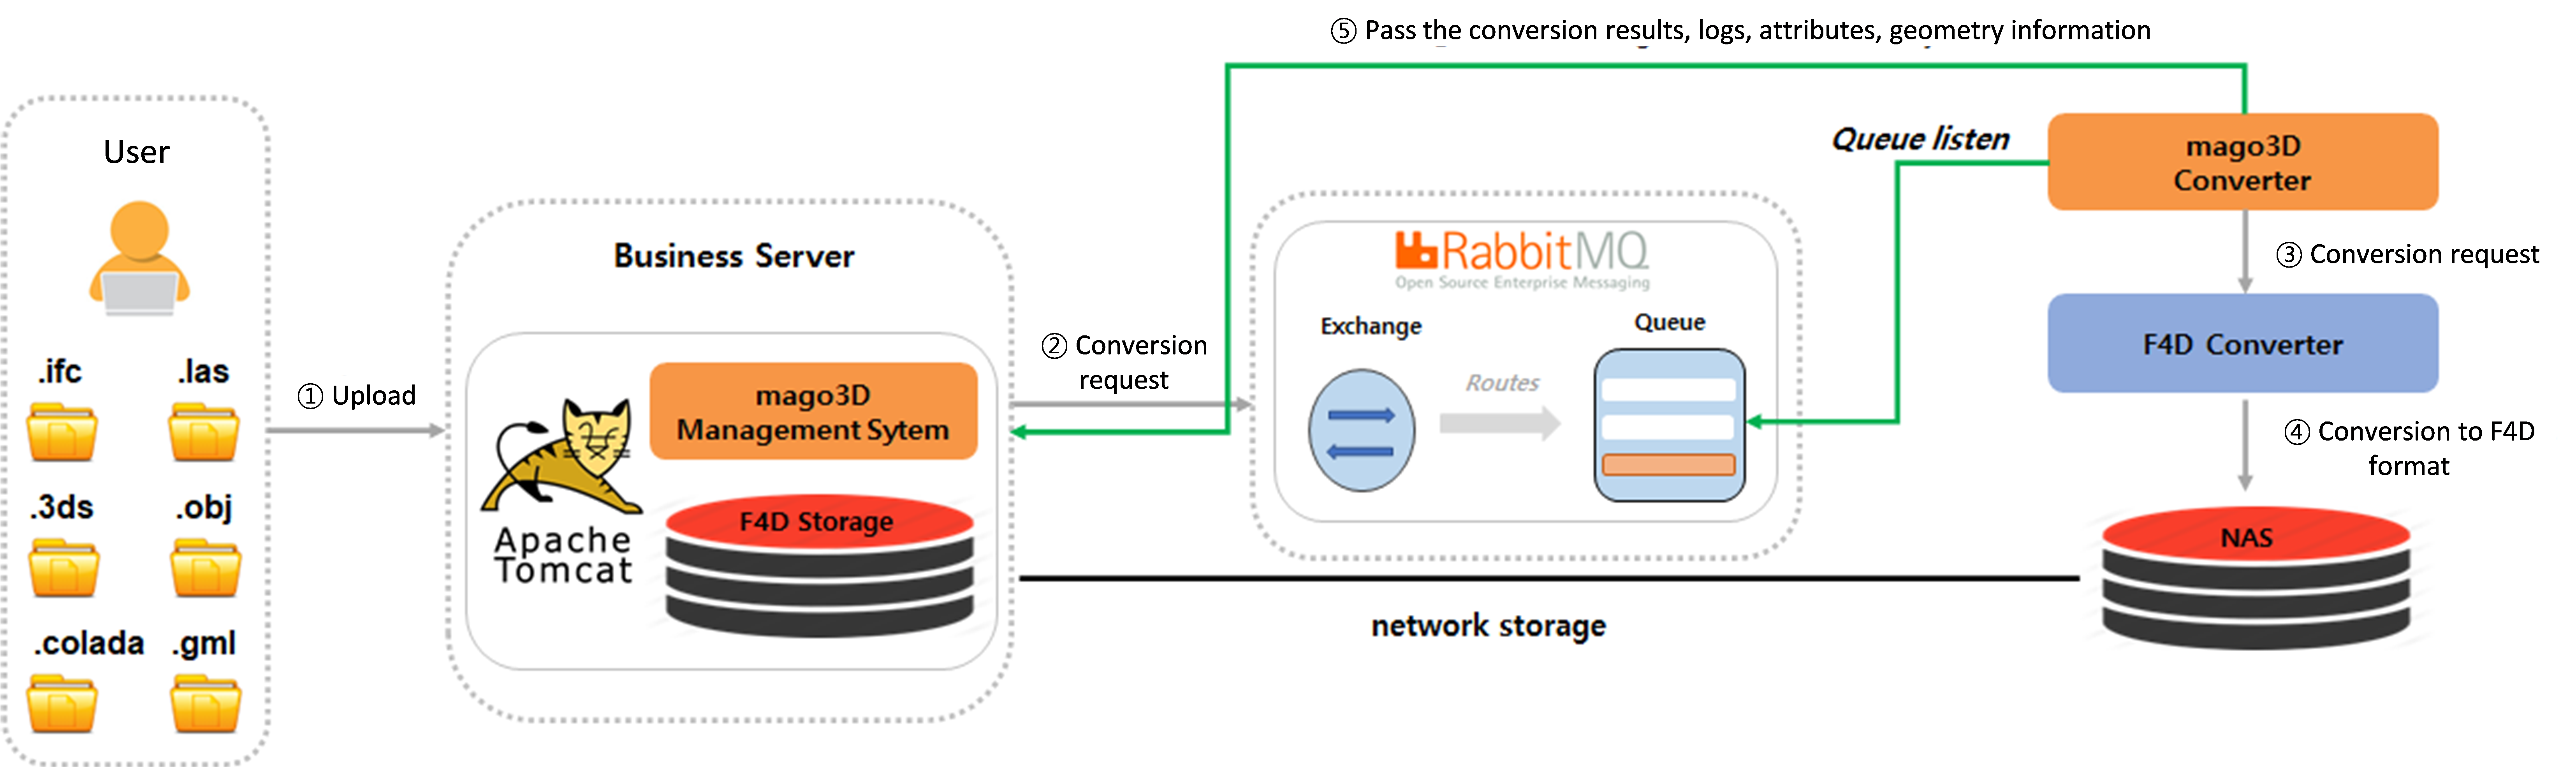 ⑤ Pass the conversion results, logs, attributes, geometry information
User
.ifc
.las
.3ds
.obj
.colada
.gml
① Upload
Business Server
mago3D
Management Sytem
Apache
Tomcat
F4D Storage
② Conversion
request
RabbitMQ
Open Source Enterprise Messaging
Exchange
Routes
Queue
Queue listen
mago3D
Converter
③ Conversion request
F4D Converter
④ Conversion to F4D
format
NAS
network storage